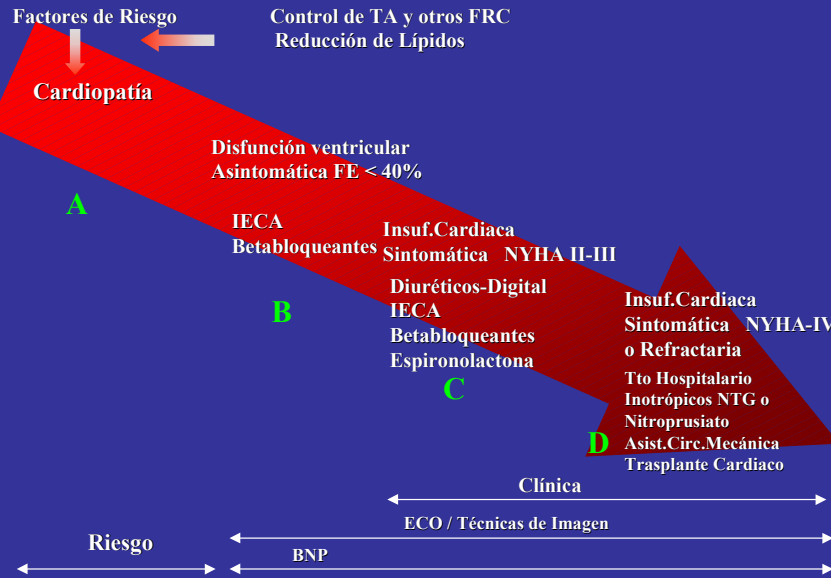 Factores de Riesgo
Control de TA y otros FRC
Reducción de Lípidos
Cardiopatía
A
Disfunción ventricular
Asintomática FE < 40%
IECA
Betabloqueantes
B
Insuf.Cardiaca
Sintomática NYHA II-III
Diuréticos-Digital
IECA
Betabloqueantes
Espironolactona
C
Insuf.Cardiaca
Sintomática NYHA-IV
o Refractaria
Tto Hospitalario
Inotrópicos NTG o
Nitroprusiato
Asist.Circ.Mecánica
Trasplante Cardiaco
D
Clínica
ECO / Técnicas de Imagen
Riesgo
BNP